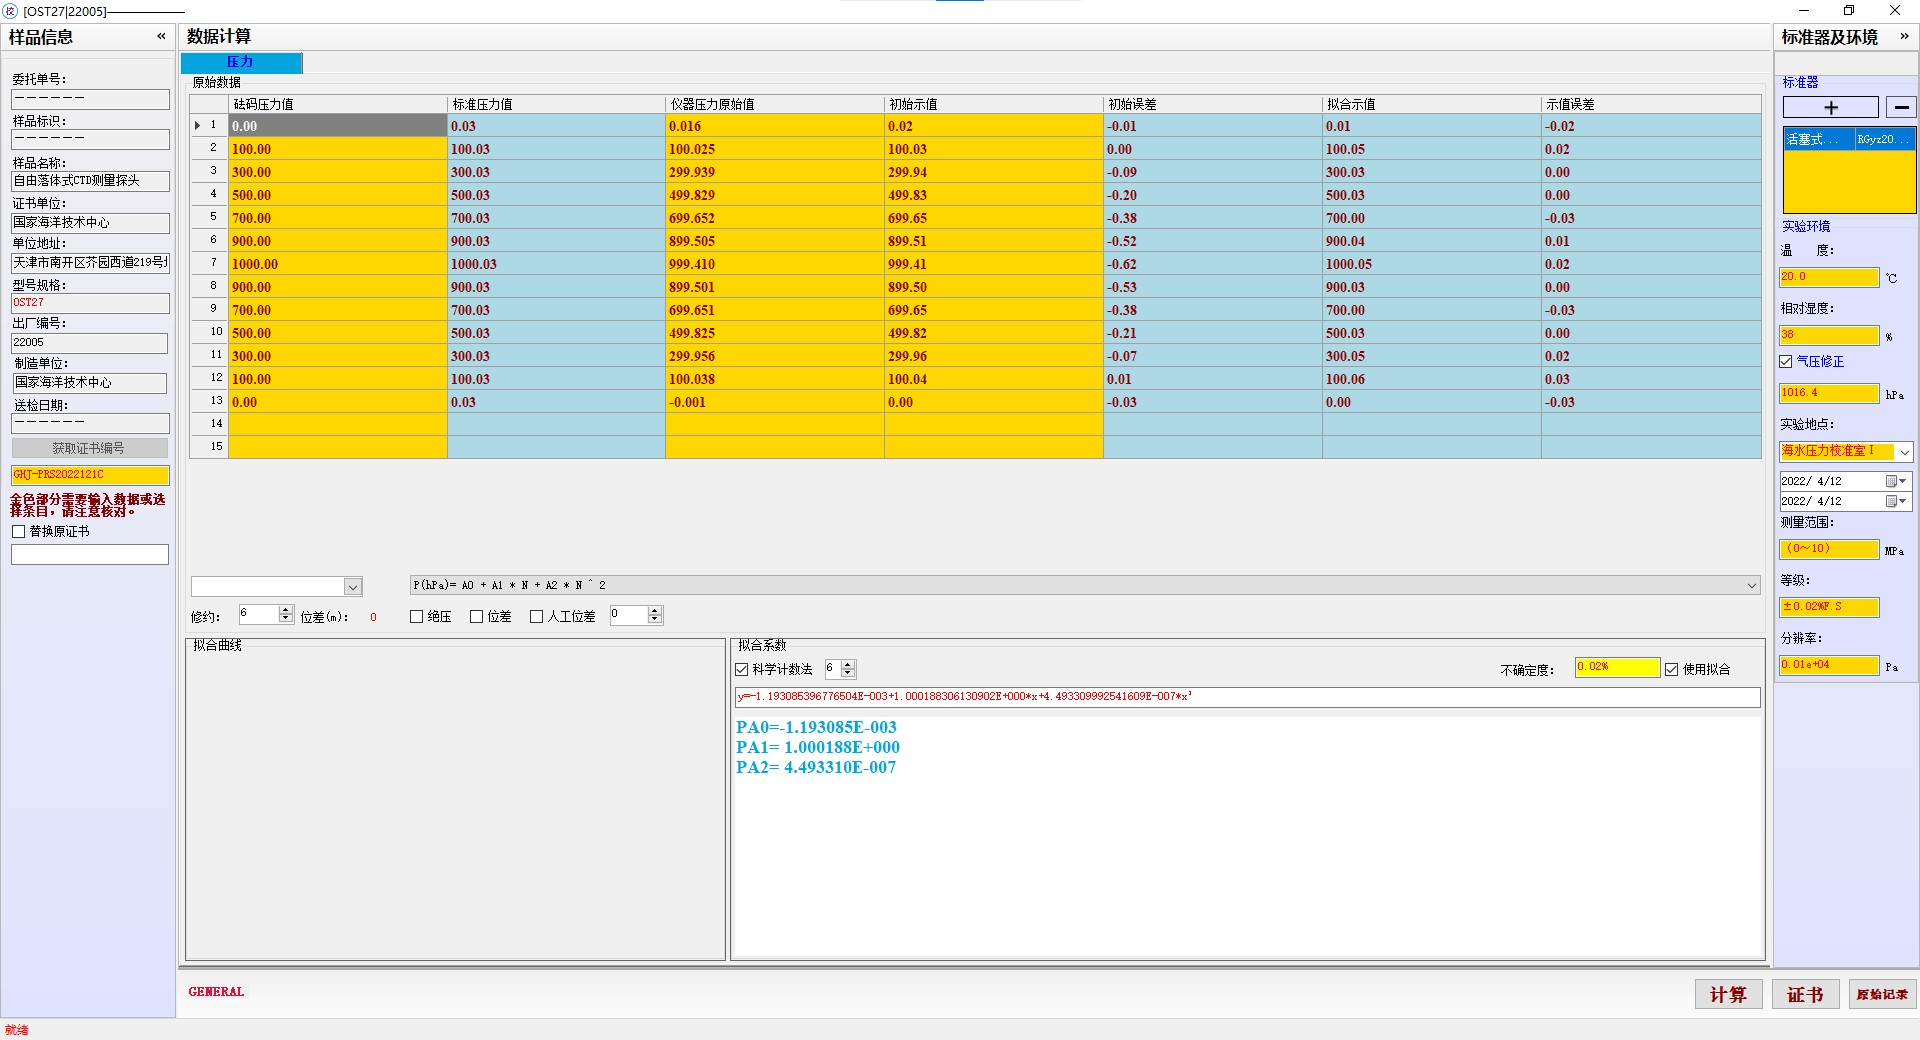 [OST27|22005]——————
样品信息 «
委托单号：
------
样品标识：
------
样品名称：
自由落体式CTD测量探头
证书单位：
国家海洋技术中心
单位地址：
天津市南开区芥园西道219号
型号规格：
OST27
出厂编号：
22005
制造单位：
国家海洋技术中心
送检日期：
------
获取证书编号
GHJ-PRS2022121C
金色部分需要输入数据或选
择条目，请注意核对。
替换原证书
数据计算
压力
原始数据
砝码压力值 标准压力值 仪器压力原始值 初始示值 初始误差 拟合示值 示值误差
1 0.00 0.03 0.016 0.02 -0.01 0.01 -0.02
2 100.00 100.03 100.025 100.03 0.00 100.05 0.02
3 300.00 300.03 299.939 299.94 -0.09 300.03 0.00
4 500.00 500.03 499.829 499.83 -0.20 500.03 0.00
5 700.00 700.03 699.652 699.65 -0.38 700.00 -0.03
6 900.00 900.03 899.505 899.51 -0.52 900.04 0.01
7 1000.00 1000.03 999.410 999.41 -0.62 1000.05 0.02
8 900.00 900.03 899.501 899.50 -0.53 900.03 0.00
9 700.00 700.03 699.651 699.65 -0.38 700.00 -0.03
10 500.00 500.03 499.825 499.82 -0.21 500.03 0.00
11 300.00 300.03 299.956 299.96 -0.07 300.05 0.02
12 100.00 100.03 100.038 100.04 0.01 100.06 0.03
13 0.00 0.03 -0.001 0.00 -0.03 0.00 -0.03
14
15
P(hPa)= A0 + A1 * N + A2 * N ^ 2
修约： 6 位差(m)： 0 绝压 位差 人工位差 0
拟合曲线
拟合系数
科学计数法 6 不确定度： 0.02% 使用拟合
y=-1.193085396776504E-003+1.000188306130902E+000*x+4.493309992541609E-007*x²
PA0=-1.193085E-003
PA1= 1.000188E+000
PA2= 4.493310E-007
GENERAL
计算 证书 原始记录
标准器及环境 »
标准器
+ −
活塞式... RGyz20...
实验环境
温 度：
20.0 ℃
相对湿度：
38 %
气压修正
1016.4 hPa
实验地点：
海水压力校准室Ⅰ
2022/ 4/12
2022/ 4/12
测量范围：
（0～10） MPa
等级：
±0.02%F.S
分辨率：
0.01e+04 Pa
就绪